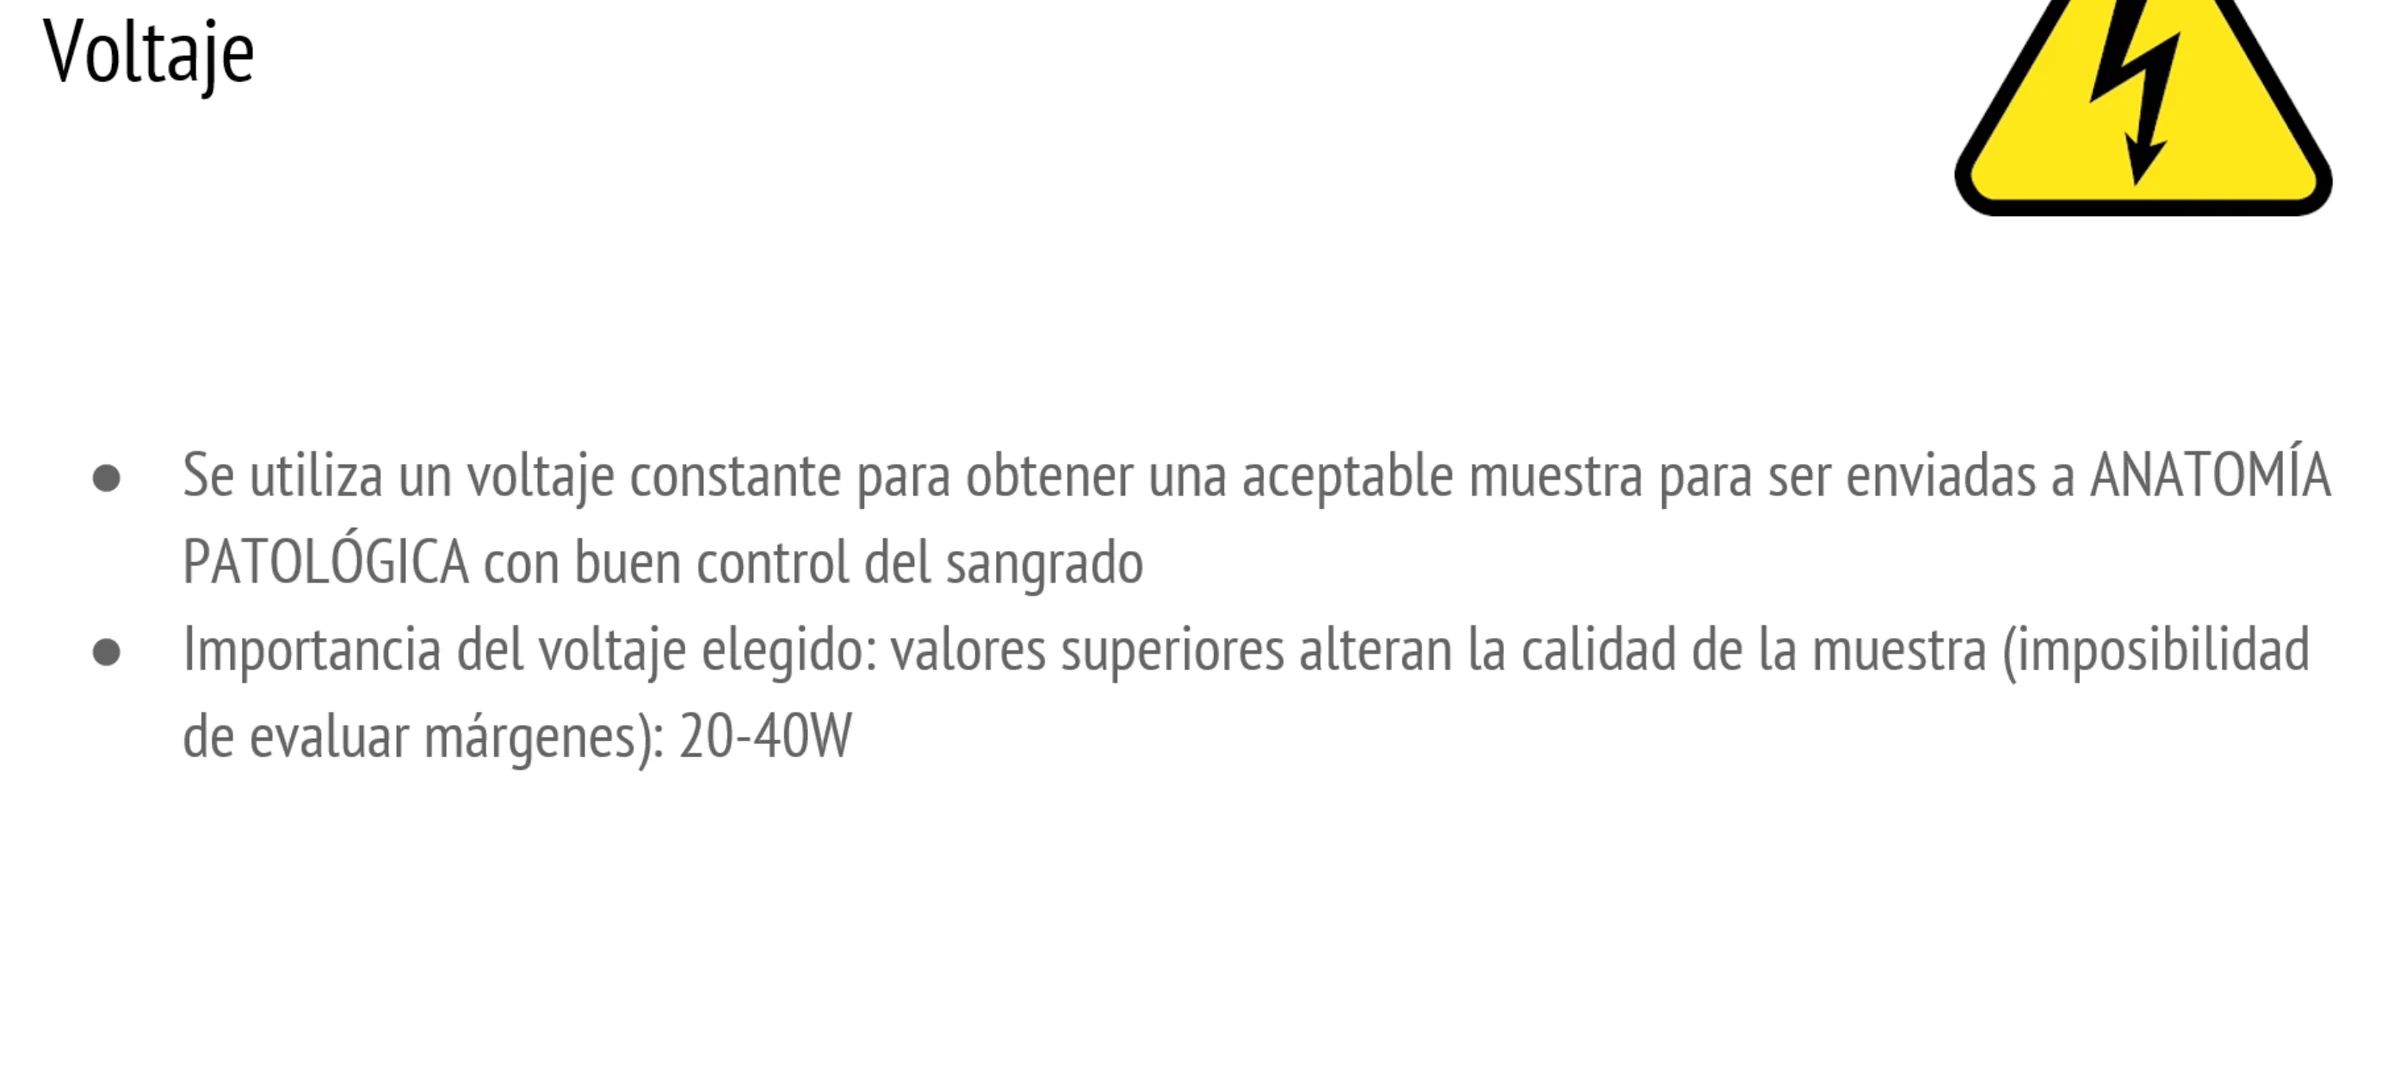 Voltaje
● Se utiliza un voltaje constante para obtener una aceptable muestra para ser enviadas a ANATOMÍA
PATOLÓGICA con buen control del sangrado
● Importancia del voltaje elegido: valores superiores alteran la calidad de la muestra (imposibilidad
de evaluar márgenes): 20-40W